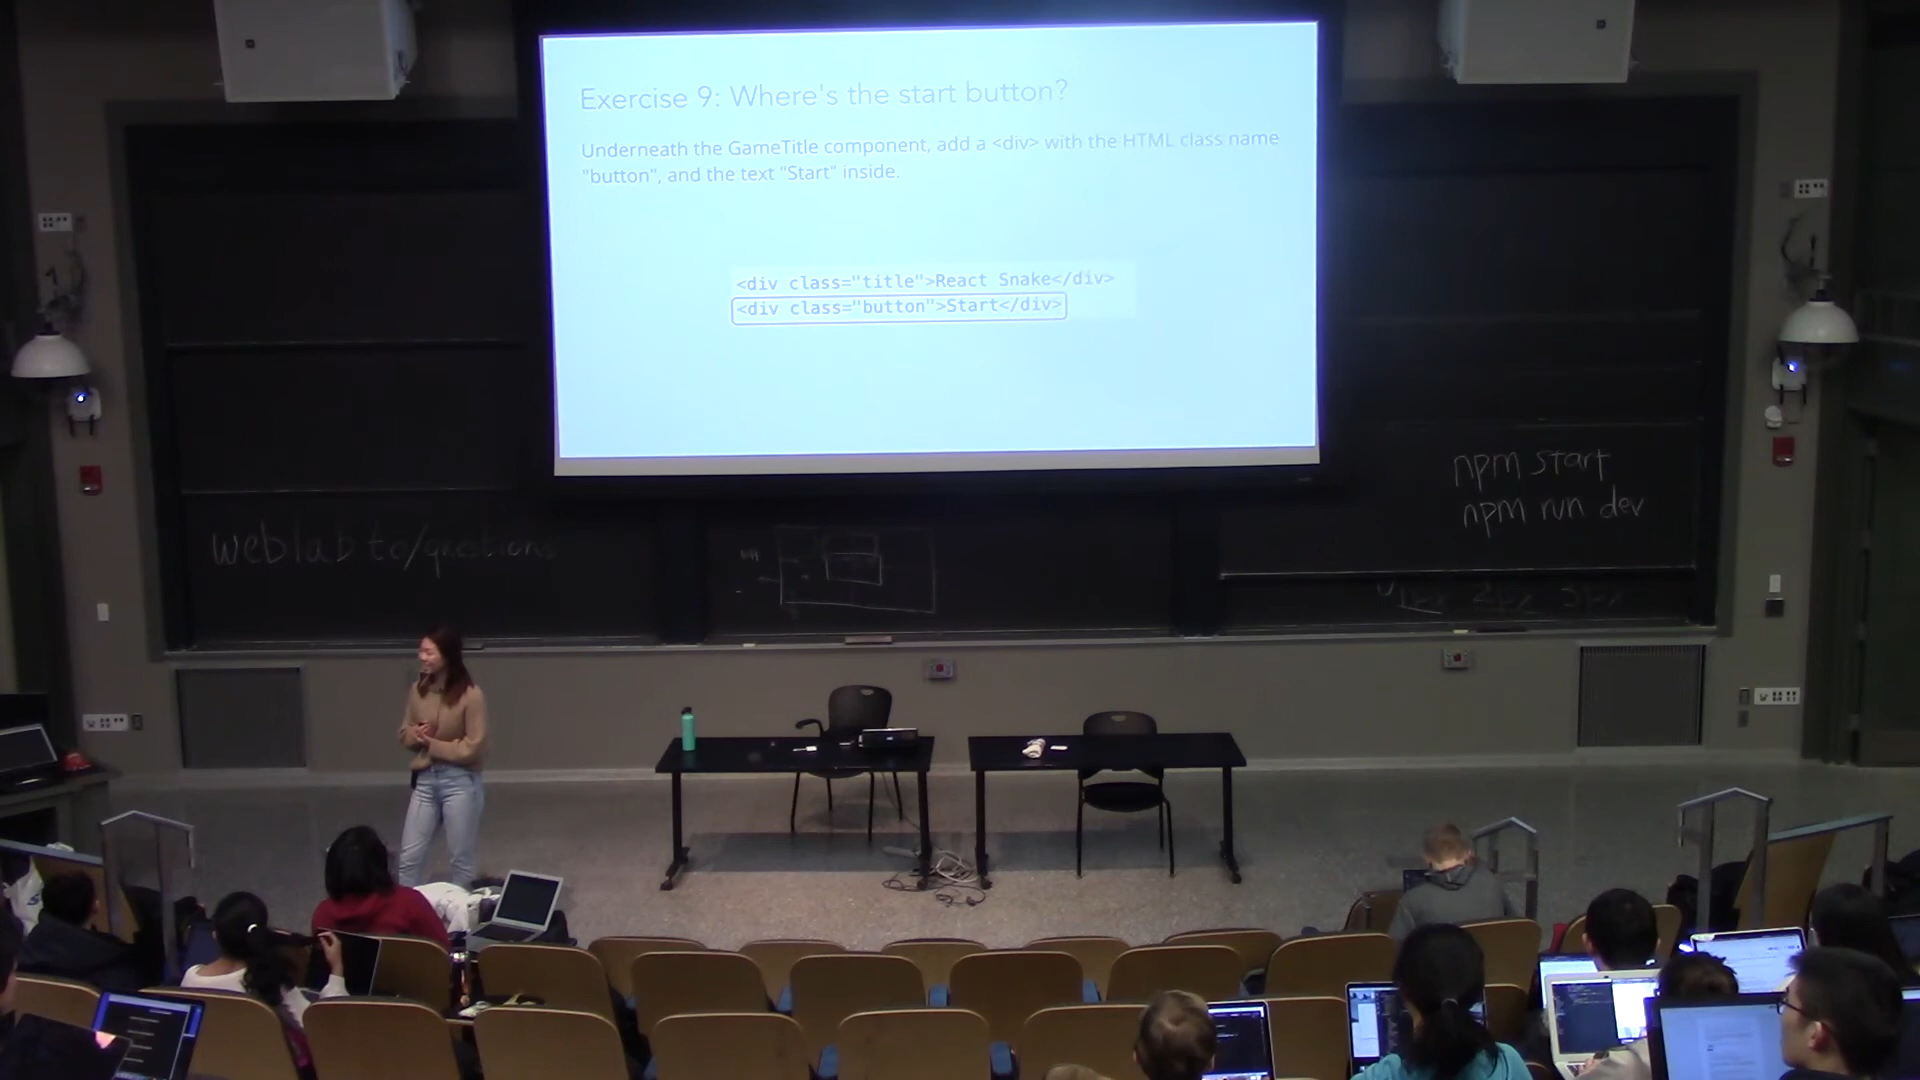 Exercise 9: Where's the start button?
Underneath the GameTitle component, add a <div> with the HTML class name
"button", and the text "Start" inside.
<div class="title">React Snake</div>
<div class="button">Start</div>
npm start
npm run dev
weblab to/questions